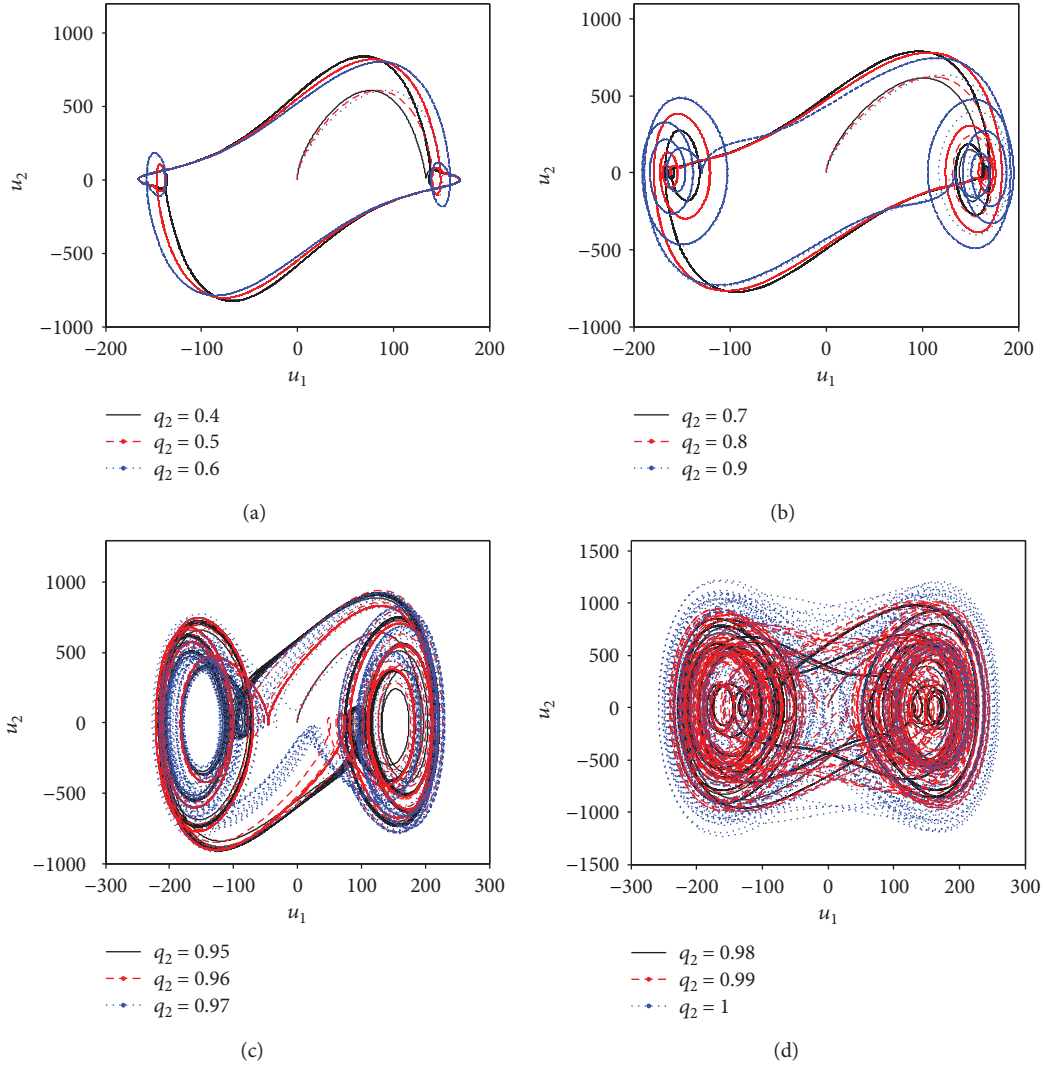 1000
500
0
−500
−1000
u2
−200 −100 0 100 200
u1
q2 = 0.4
q2 = 0.5
q2 = 0.6
(a)
1000
500
0
−500
−1000
u2
−200 −100 0 100 200
u1
q2 = 0.7
q2 = 0.8
q2 = 0.9
(b)
1000
500
0
−500
−1000
u2
−300 −200 −100 0 100 200 300
u1
q2 = 0.95
q2 = 0.96
q2 = 0.97
(c)
1500
1000
500
0
−500
−1000
−1500
u2
−300 −200 −100 0 100 200 300
u1
q2 = 0.98
q2 = 0.99
q2 = 1
(d)